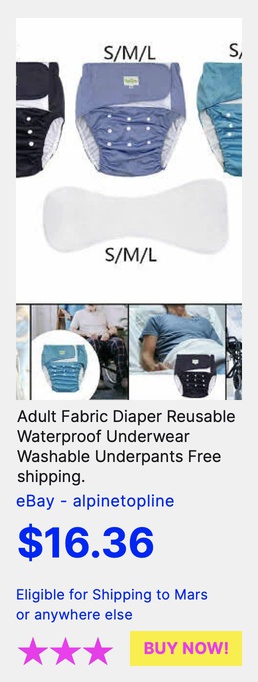 S/M/L
S/
S/M/L
Adult Fabric Diaper Reusable
Waterproof Underwear
Washable Underpants Free
shipping.
eBay - alpinetopline
$16.36
Eligible for Shipping to Mars
or anywhere else
BUY NOW!